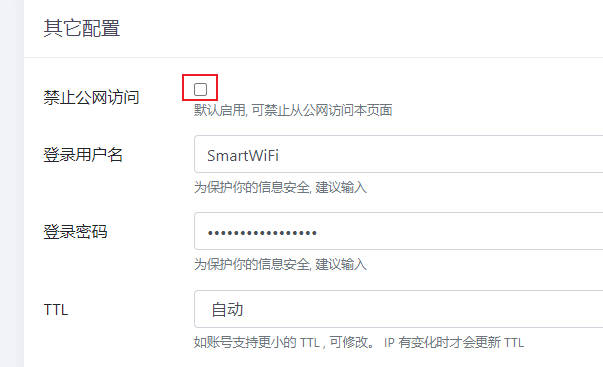 其它配置
禁止公网访问
默认启用, 可禁止从公网访问本页面
登录用户名
SmartWiFi
为保护你的信息安全, 建议输入
登录密码
•••••••••••••••••
为保护你的信息安全, 建议输入
TTL
自动
如账号支持更小的 TTL , 可修改。 IP 有变化时才会更新 TTL